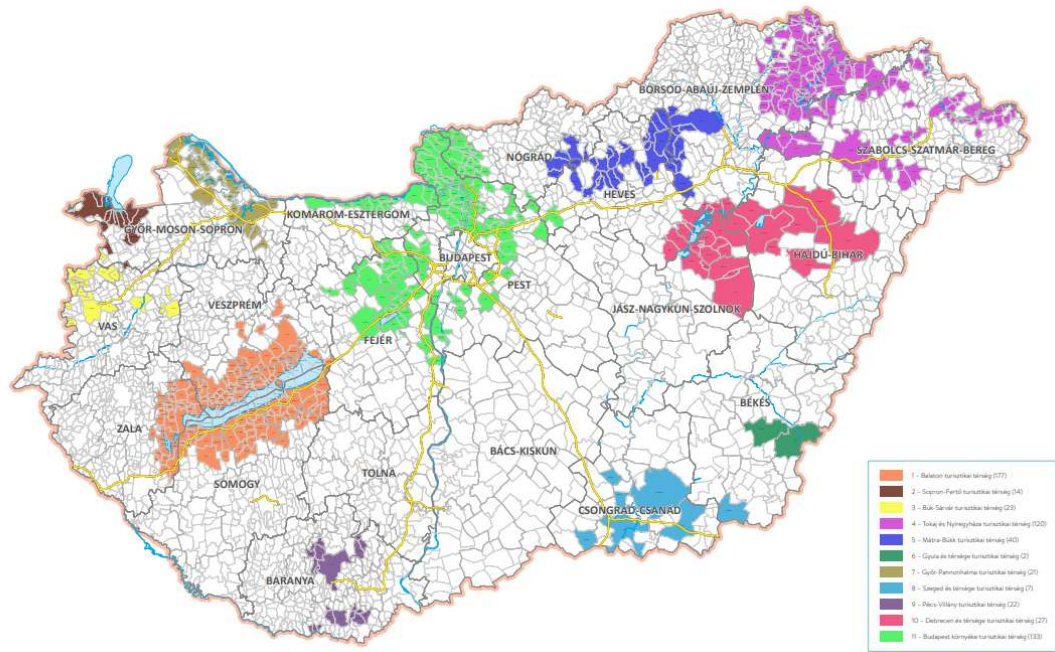 BORSOD-ABAÚJ-ZEMPLÉN
SZABOLCS-SZATMÁR-BEREG
NÓGRÁD
HEVES
KOMÁROM-ESZTERGOM
GYŐR-MOSON-SOPRON
BUDAPEST
HAJDÚ-BIHAR
PEST
VESZPRÉM
JÁSZ-NAGYKUN-SZOLNOK
VAS
FEJÉR
BÉKÉS
ZALA
BÁCS-KISKUN
TOLNA
SOMOGY
CSONGRÁD-CSANÁD
BARANYA
1 - Balaton turisztikai térség (177)
2 - Sopron-Fertő turisztikai térség (14)
3 - Bük-Sárvár turisztikai térség (23)
4 - Tokaj és Nyíregyháza turisztikai térség (120)
5 - Mátra-Bükk turisztikai térség (40)
6 - Gyula és térsége turisztikai térség (2)
7 - Győr-Pannonhalma turisztikai térség (21)
8 - Szeged és térsége turisztikai térség (7)
9 - Pécs-Villány turisztikai térség (22)
10 - Debrecen és térsége turisztikai térség (27)
11 - Budapest környéke turisztikai térség (133)